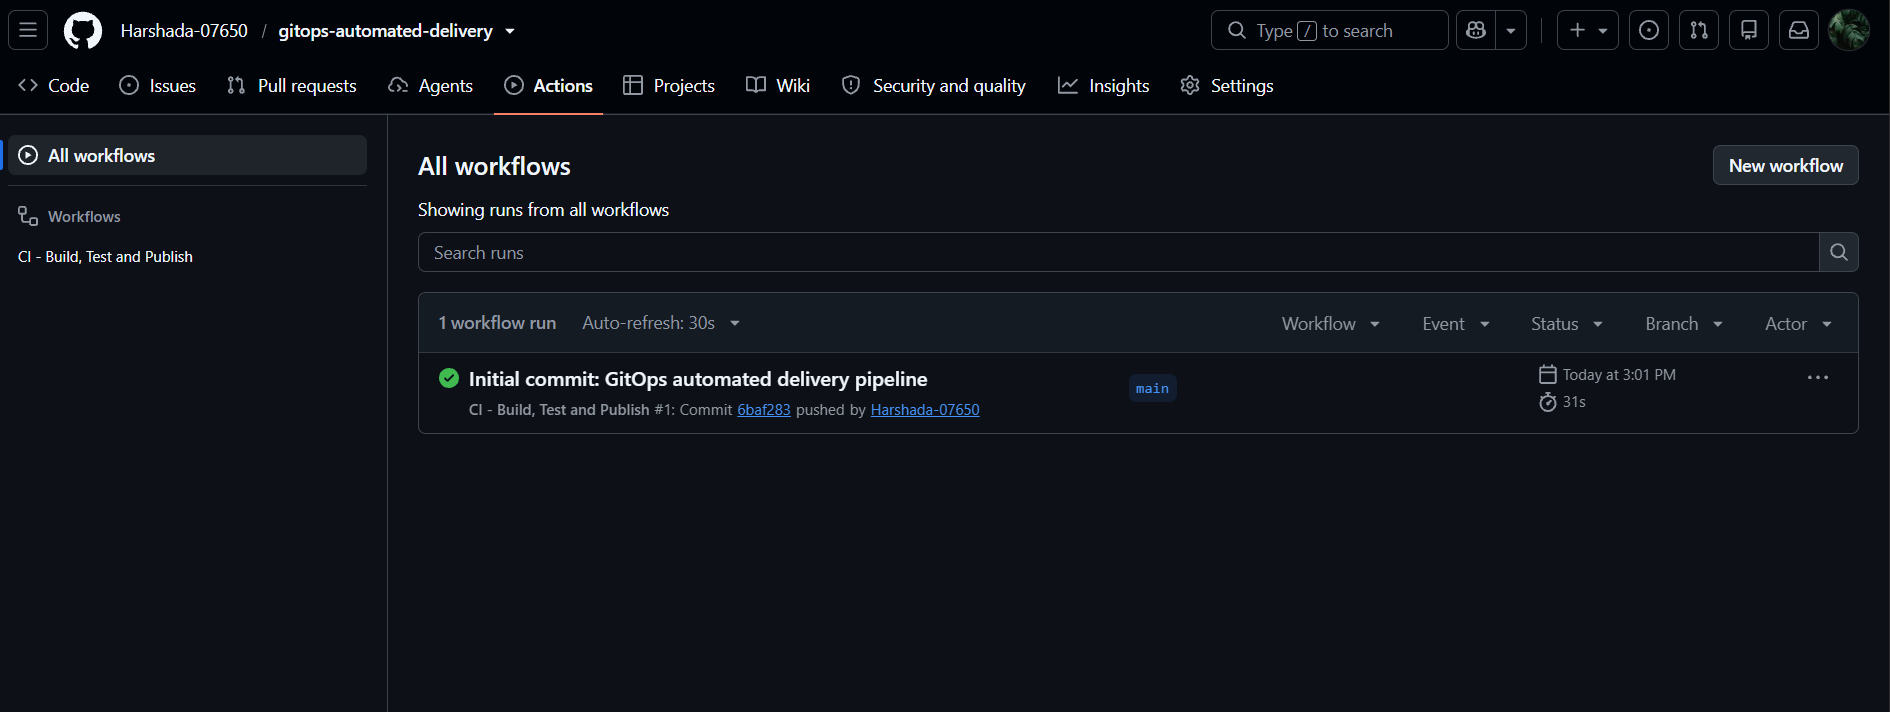 Harshada-07650 / gitops-automated-delivery
Type / to search
Code
Issues
Pull requests
Agents
Actions
Projects
Wiki
Security and quality
Insights
Settings
All workflows
Workflows
CI - Build, Test and Publish
All workflows
New workflow
Showing runs from all workflows
Search runs
1 workflow run
Auto-refresh: 30s
Workflow
Event
Status
Branch
Actor
Initial commit: GitOps automated delivery pipeline
CI - Build, Test and Publish #1: Commit 6baf283 pushed by Harshada-07650
main
Today at 3:01 PM
31s